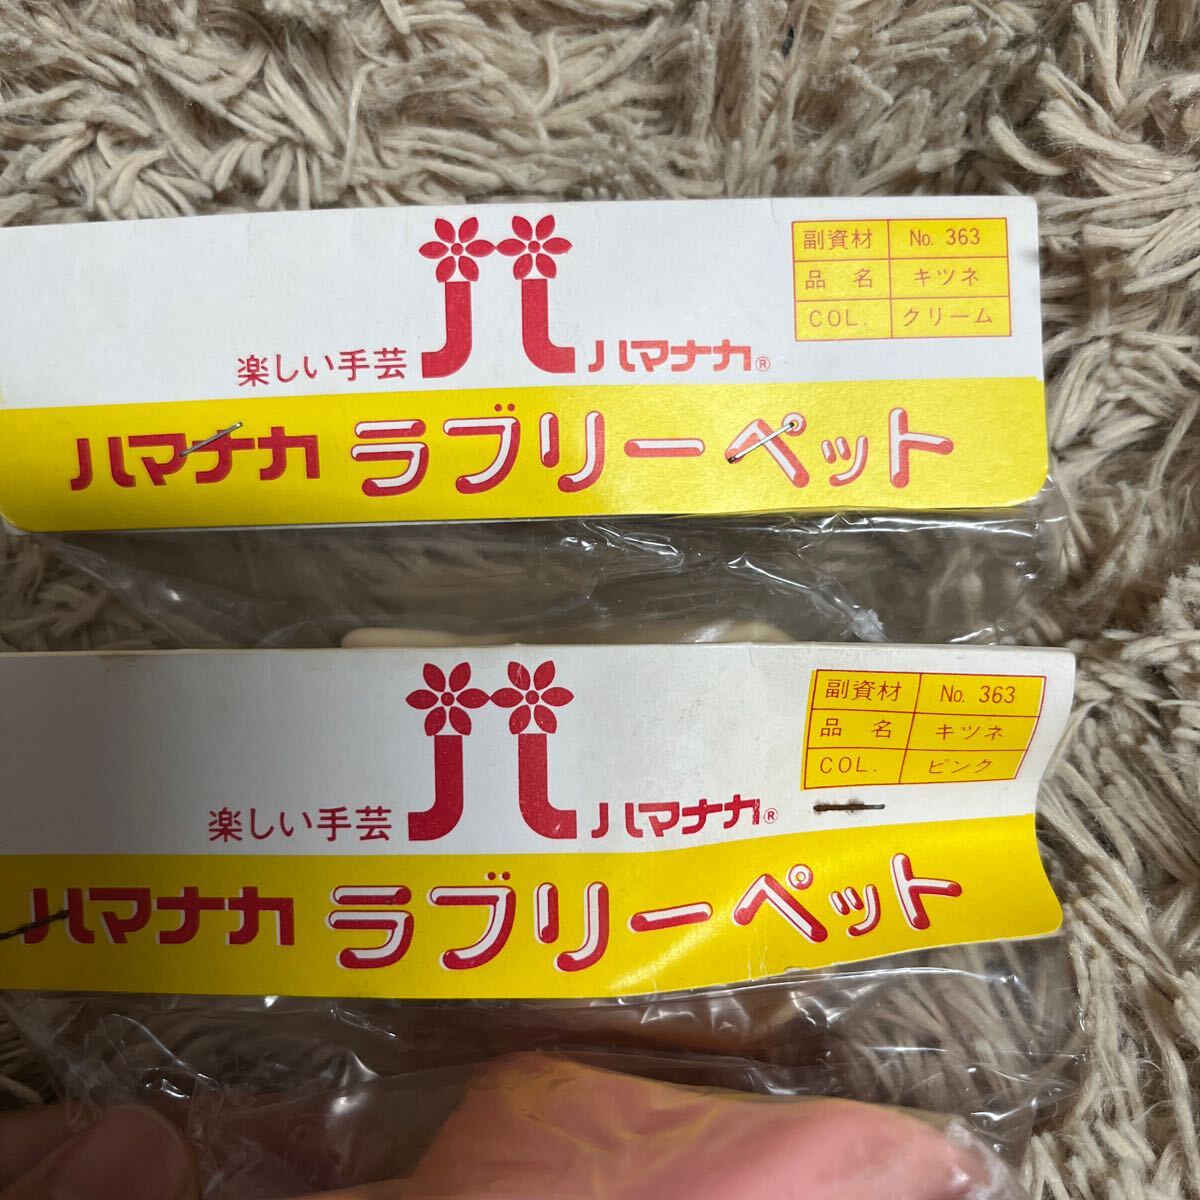 副資材 No. 363
品名 キツネ
COL. クリーム
楽しい手芸 ハ ハマナカ®
ハマナカ ラブリーペット
副資材 No. 363
品名 キツネ
COL. ピンク
楽しい手芸 ハ ハマナカ®
ハマナカ ラブリーペット